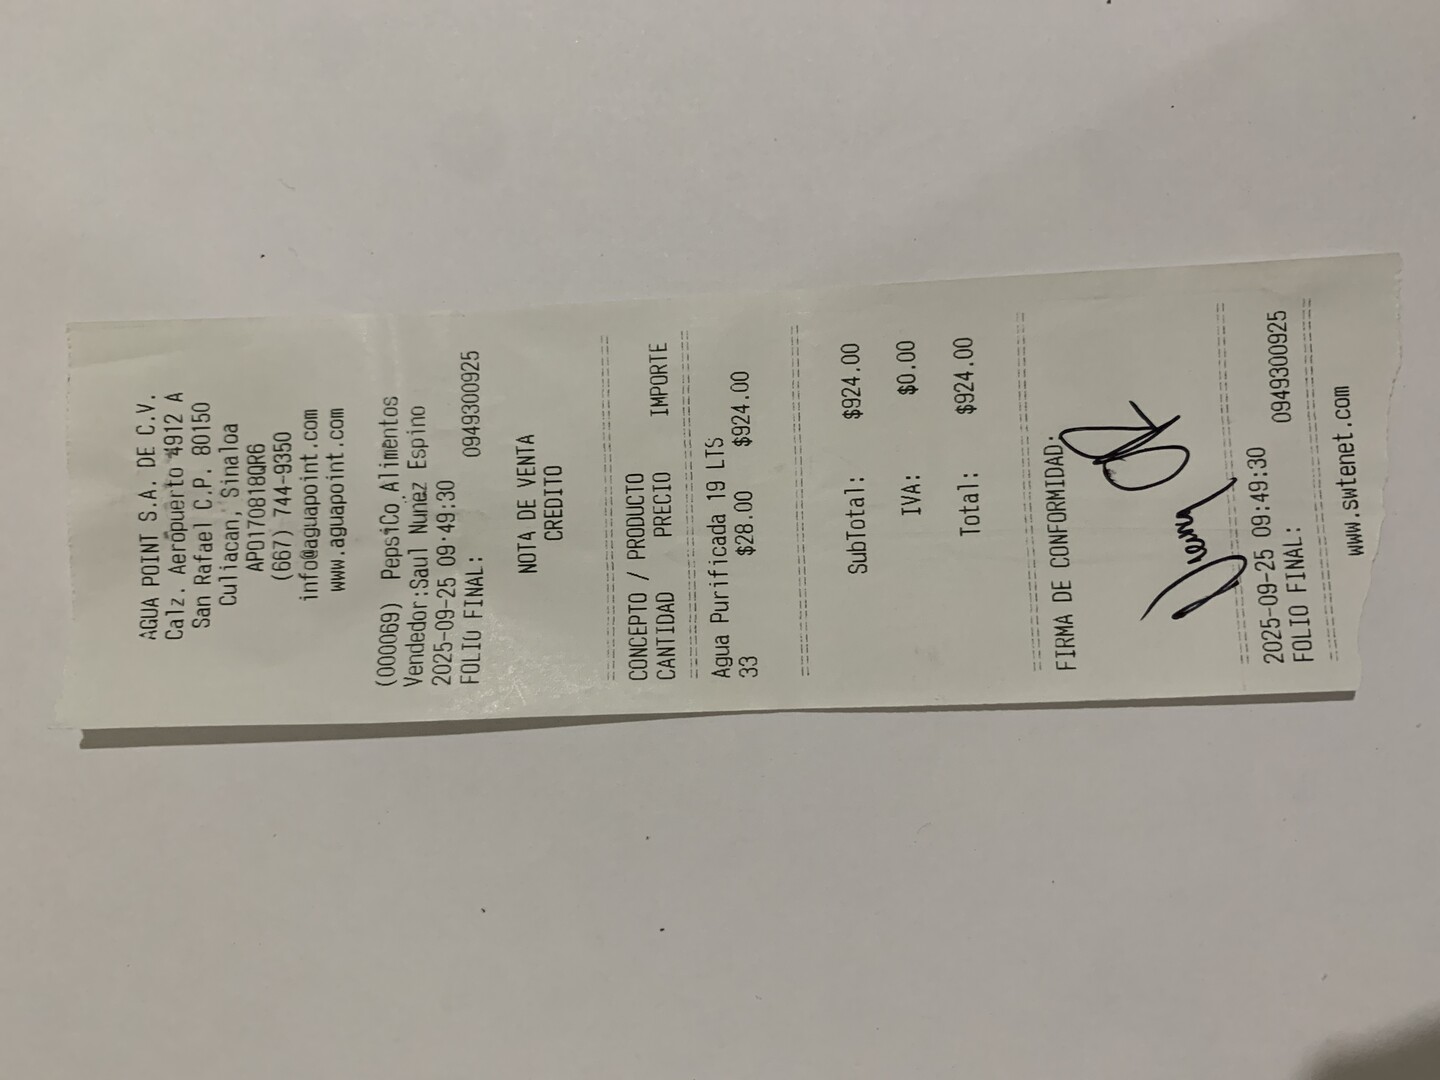 AGUA POINT S.A. DE C.V.
Calz. Aeropuerto 4912 A
San Rafael C.P. 80150
Culiacan, Sinaloa
APO170818QR6
(667) 744-9350
info@aguapoint.com
www.aguapoint.com
(000069) PepsiCo Alimentos
Vendedor:Saul Nunez Espino
2025-09-25 09:49:30
FOLIO FINAL: 0949300925
NOTA DE VENTA
CREDITO
CONCEPTO / PRODUCTO
CANTIDAD PRECIO IMPORTE
Agua Purificada 19 LTS
33 $28.00 $924.00
SubTotal: $924.00
IVA: $0.00
Total: $924.00
FIRMA DE CONFORMIDAD.
2025-09-25 09:49:30
FOLIO FINAL: 0949300925
www.swtenet.com